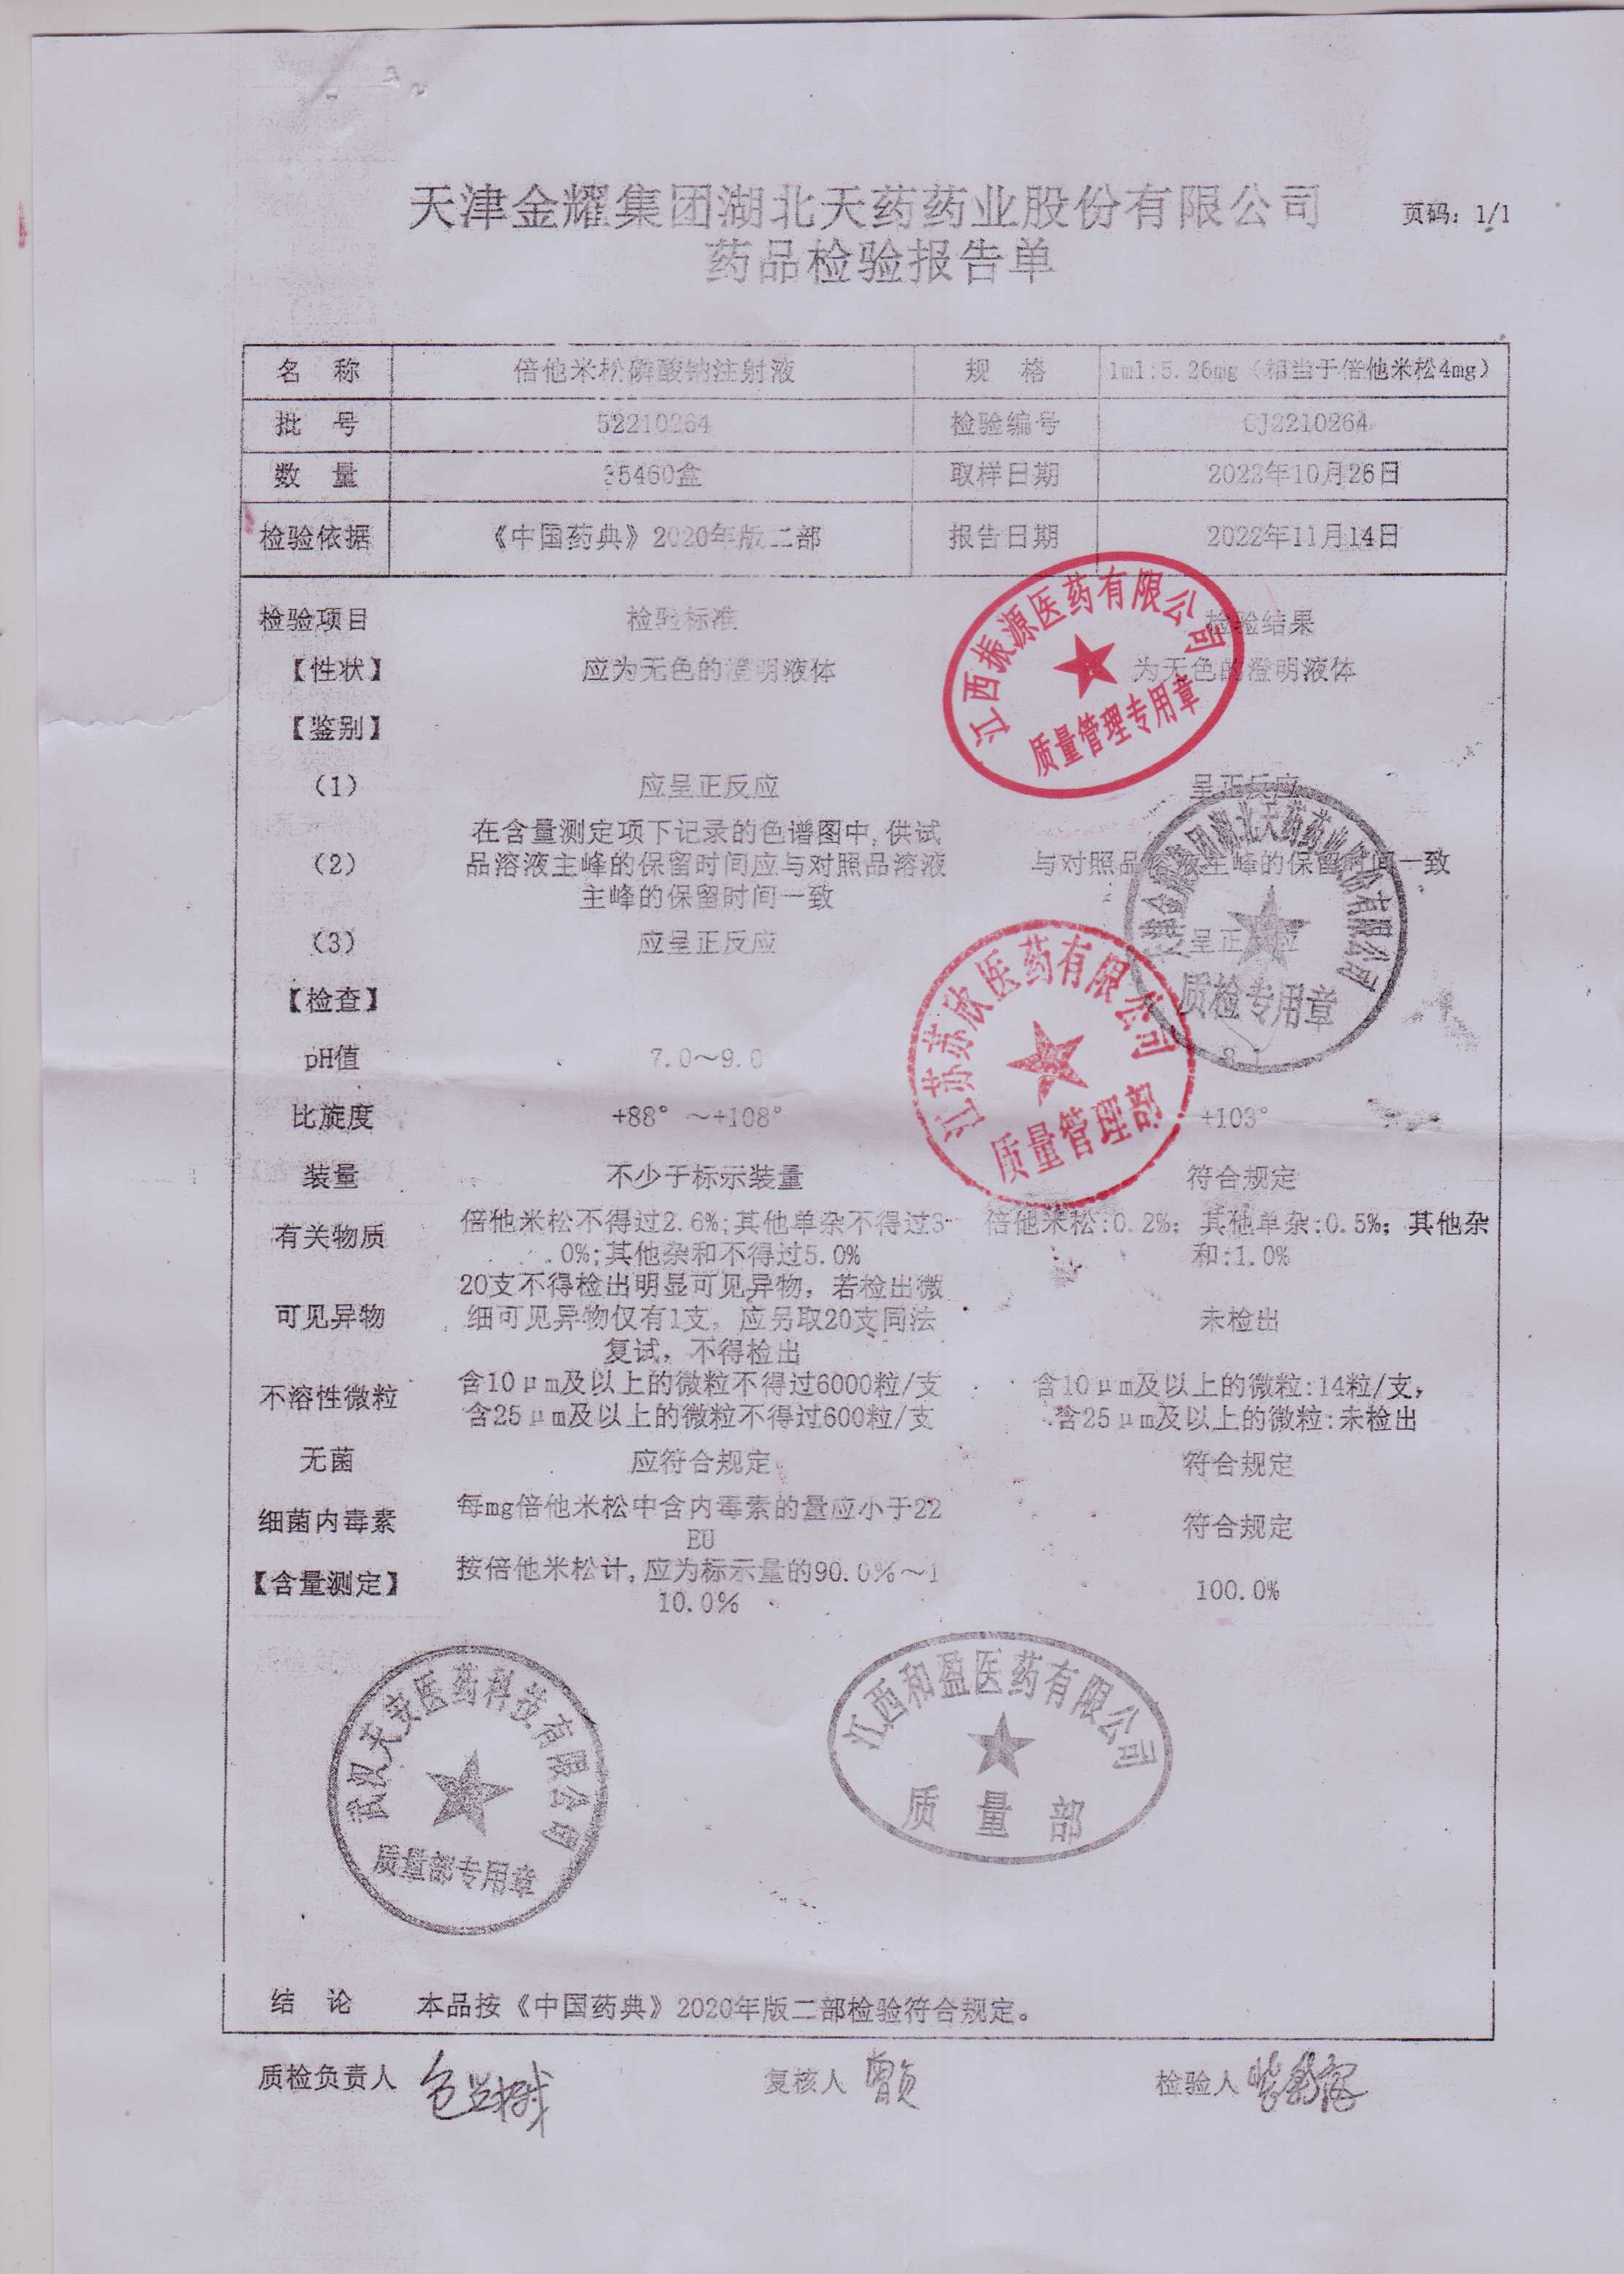 天津金耀集团湖北天药药业股份有限公司
页码：1/1
药品检验报告单
名 称 倍他米松磷酸钠注射液 规 格 1ml:5.26mg（相当于倍他米松4mg）
批 号 52210264 检验编号 CJ2210264
数 量 35460盒 取样日期 2022年10月26日
检验依据 《中国药典》2020年版二部 报告日期 2022年11月14日
检验项目 检验标准 检验结果
【性状】 应为无色的澄明液体 为无色的澄明液体
【鉴别】
（1） 应呈正反应 呈正反应
在含量测定项下记录的色谱图中,供试
（2） 品溶液主峰的保留时间应与对照品溶液 与对照品溶液主峰的保留时间一致
主峰的保留时间一致
（3） 应呈正反应 呈正反应
【检查】
pH值 7.0～9.0
比旋度 +88°～+108° +103°
装量 不少于标示装量 符合规定
有关物质 倍他米松不得过2.6%;其他单杂不得过3 倍他米松:0.2%；其他单杂:0.5%；其他杂
.0%;其他杂和不得过5.0% 和:1.0%
20支不得检出明显可见异物，若检出微
可见异物 细可见异物仅有1支，应另取20支同法 未检出
复试，不得检出
不溶性微粒 含10μm及以上的微粒不得过6000粒/支 含10μm及以上的微粒:14粒/支，
含25μm及以上的微粒不得过600粒/支 含25μm及以上的微粒:未检出
无菌 应符合规定 符合规定
细菌内毒素 每mg倍他米松中含内毒素的量应小于22 符合规定
EU
【含量测定】 按倍他米松计,应为标示量的90.0%～1 100.0%
10.0%
江西振源医药有限公司
质量管理专用章
天津金耀集团湖北天药药业股份有限公司
质检专用章
江苏苏欣医药有限公司
质量管理部
武汉天安医药科技有限公司
质量部专用章
江西和盈医药有限公司
质量部
结 论 本品按《中国药典》2020年版二部检验符合规定。
质检负责人 复核人 检验人